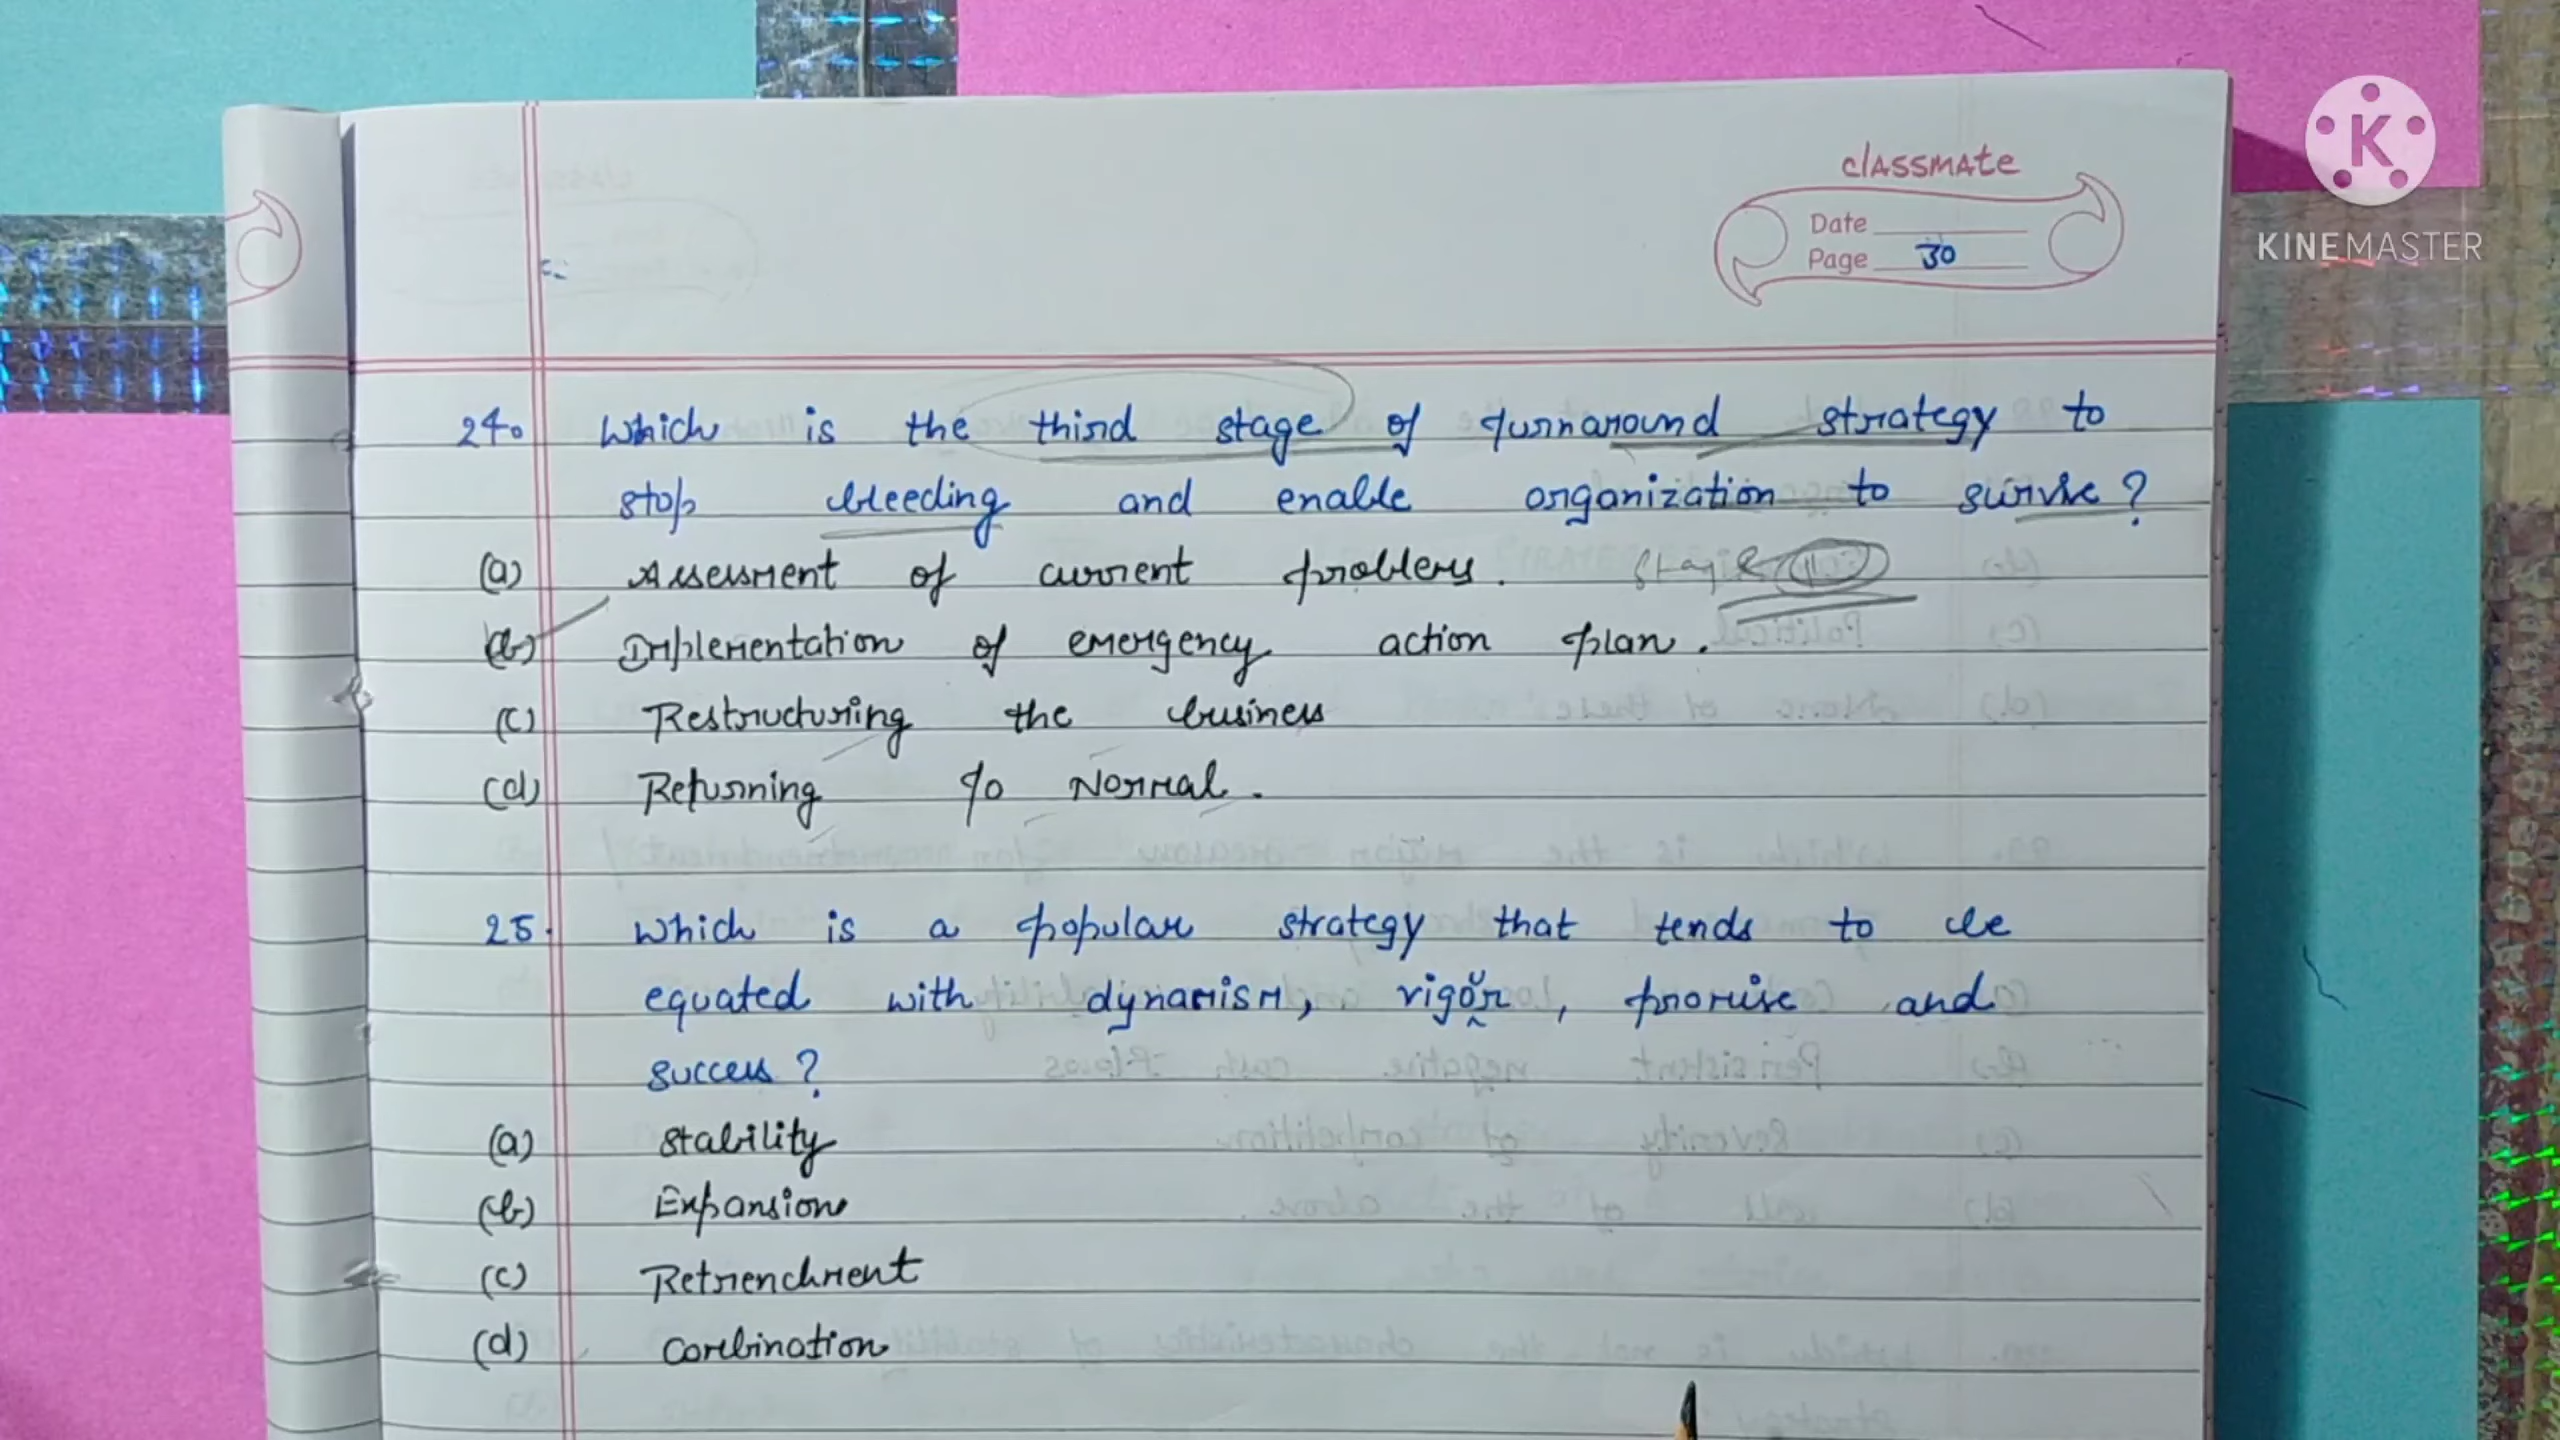 classmate
Date
Page 30
KINEMASTER
24. Which is the third stage of turnaround strategy to
stop bleeding and enable organization to survive?
(a) Assessment of current problems. Stage
(b) Implementation of emergency action plan.
(c) Restructuring the business
(d) Returning to Normal.
25. Which is a popular strategy that tends to be
equated with dynamism, vigor, promise and
success?
(a) Stability
(b) Expansion
(c) Retrenchment
(d) Combination